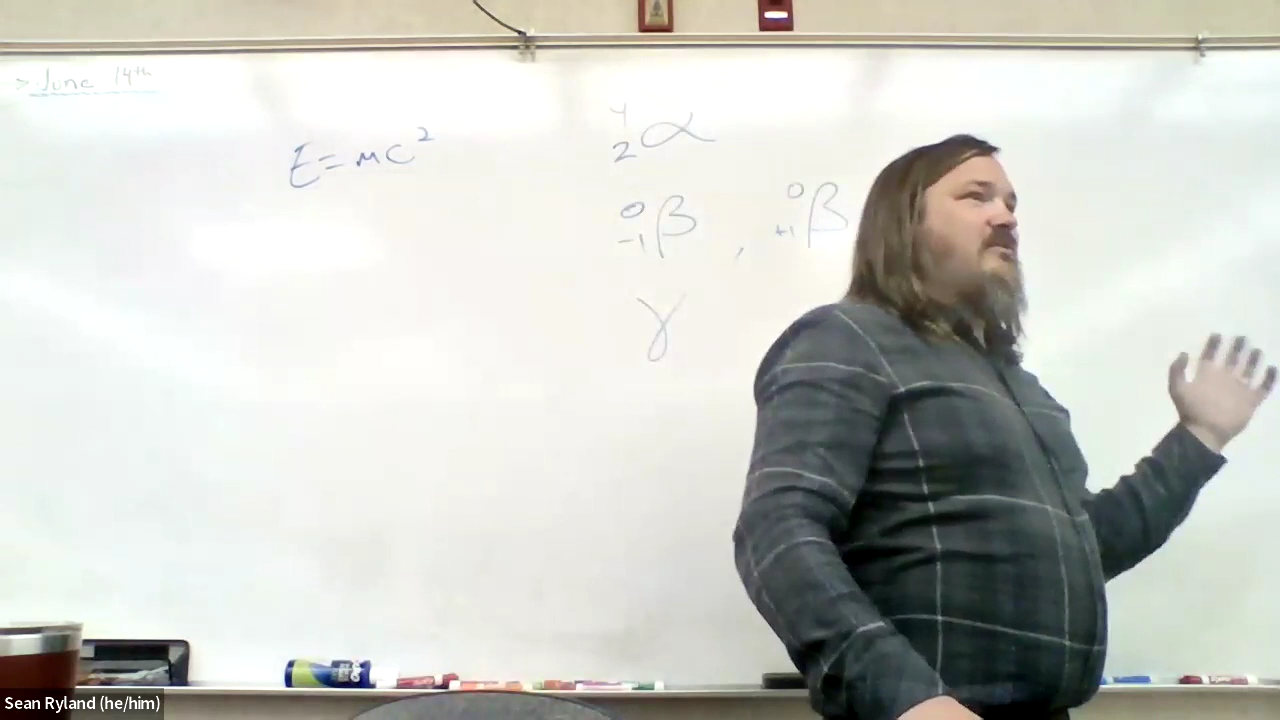 > June 14th
E=mc²
⁴₂α
⁰₋₁β , ⁰₊₁β
γ
Sean Ryland (he/him)